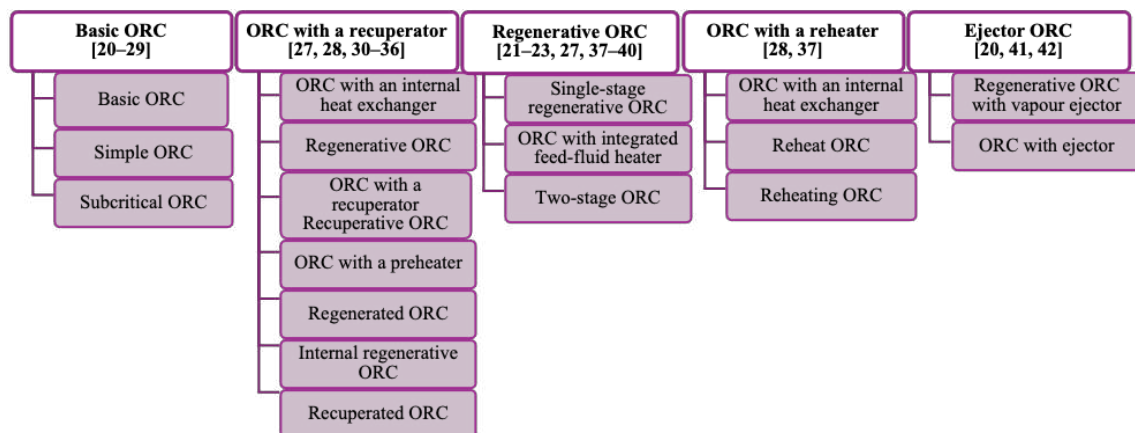 Basic ORC
[20–29]
Basic ORC
Simple ORC
Subcritical ORC
ORC with a recuperator
[27, 28, 30–36]
ORC with an internal
heat exchanger
Regenerative ORC
ORC with a
recuperator
Recuperative ORC
ORC with a preheater
Regenerated ORC
Internal regenerative
ORC
Recuperated ORC
Regenerative ORC
[21–23, 27, 37–40]
Single-stage
regenerative ORC
ORC with integrated
feed-fluid heater
Two-stage ORC
ORC with a reheater
[28, 37]
ORC with an internal
heat exchanger
Reheat ORC
Reheating ORC
Ejector ORC
[20, 41, 42]
Regenerative ORC
with vapour ejector
ORC with ejector